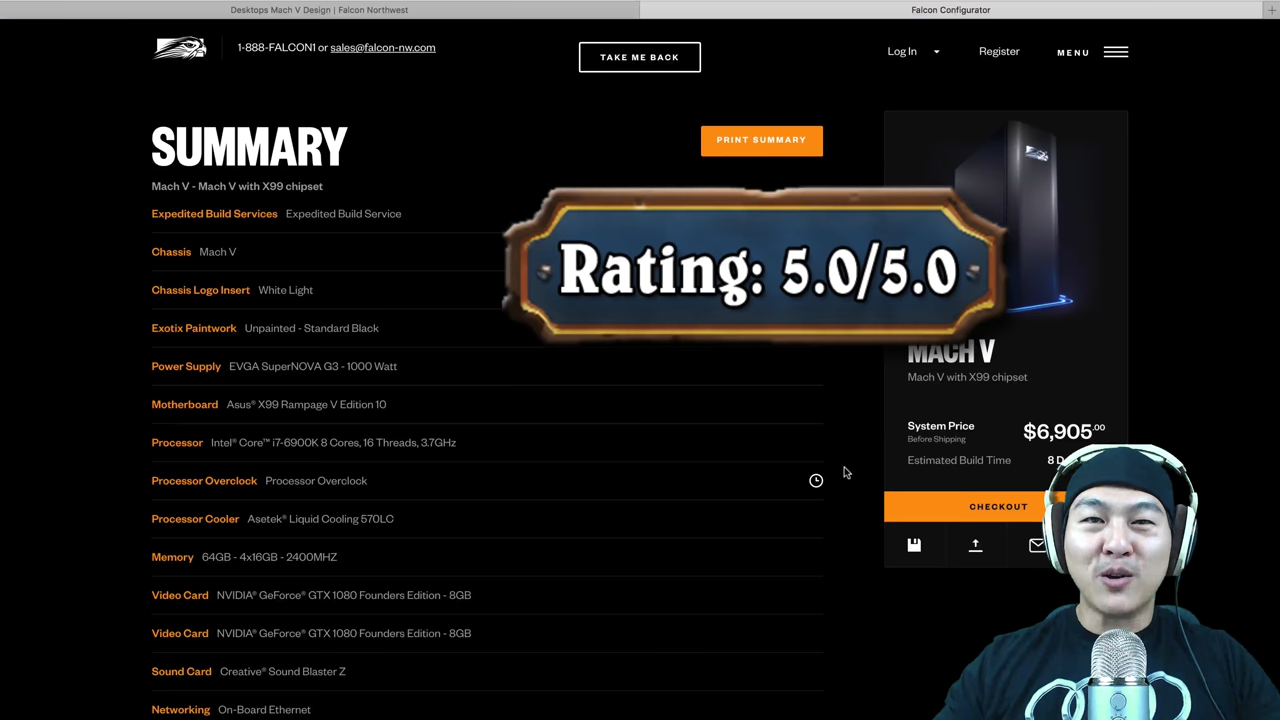 Desktops Mach V Design | Falcon Northwest
Falcon Configurator
1-888-FALCON1 or sales@falcon-nw.com
TAKE ME BACK
Log In
Register
MENU
SUMMARY
PRINT SUMMARY
Mach V - Mach V with X99 chipset
Expedited Build Services Expedited Build Service
Chassis Mach V
Chassis Logo Insert White Light
Exotix Paintwork Unpainted - Standard Black
Power Supply EVGA SuperNOVA G3 - 1000 Watt
Motherboard Asus® X99 Rampage V Edition 10
Processor Intel® Core™ i7-6900K 8 Cores, 16 Threads, 3.7GHz
Processor Overclock Processor Overclock
Processor Cooler Asetek® Liquid Cooling 570LC
Memory 64GB - 4x16GB - 2400MHZ
Video Card NVIDIA® GeForce® GTX 1080 Founders Edition - 8GB
Video Card NVIDIA® GeForce® GTX 1080 Founders Edition - 8GB
Sound Card Creative® Sound Blaster Z
Networking On-Board Ethernet
Rating: 5.0/5.0
MACH V
Mach V with X99 chipset
System Price
Before Shipping
$6,905.00
Estimated Build Time 8 D
CHECKOUT